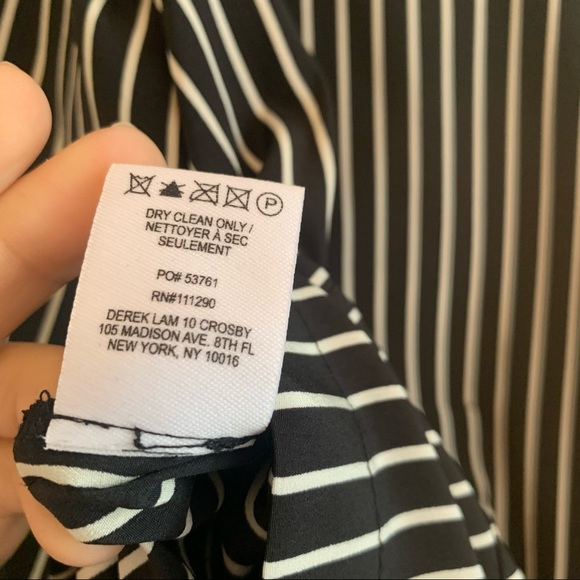 P
DRY CLEAN ONLY /
NETTOYER À SEC
SEULEMENT
PO# 53761
RN#111290
DEREK LAM 10 CROSBY
105 MADISON AVE. 8TH FL
NEW YORK, NY 10016